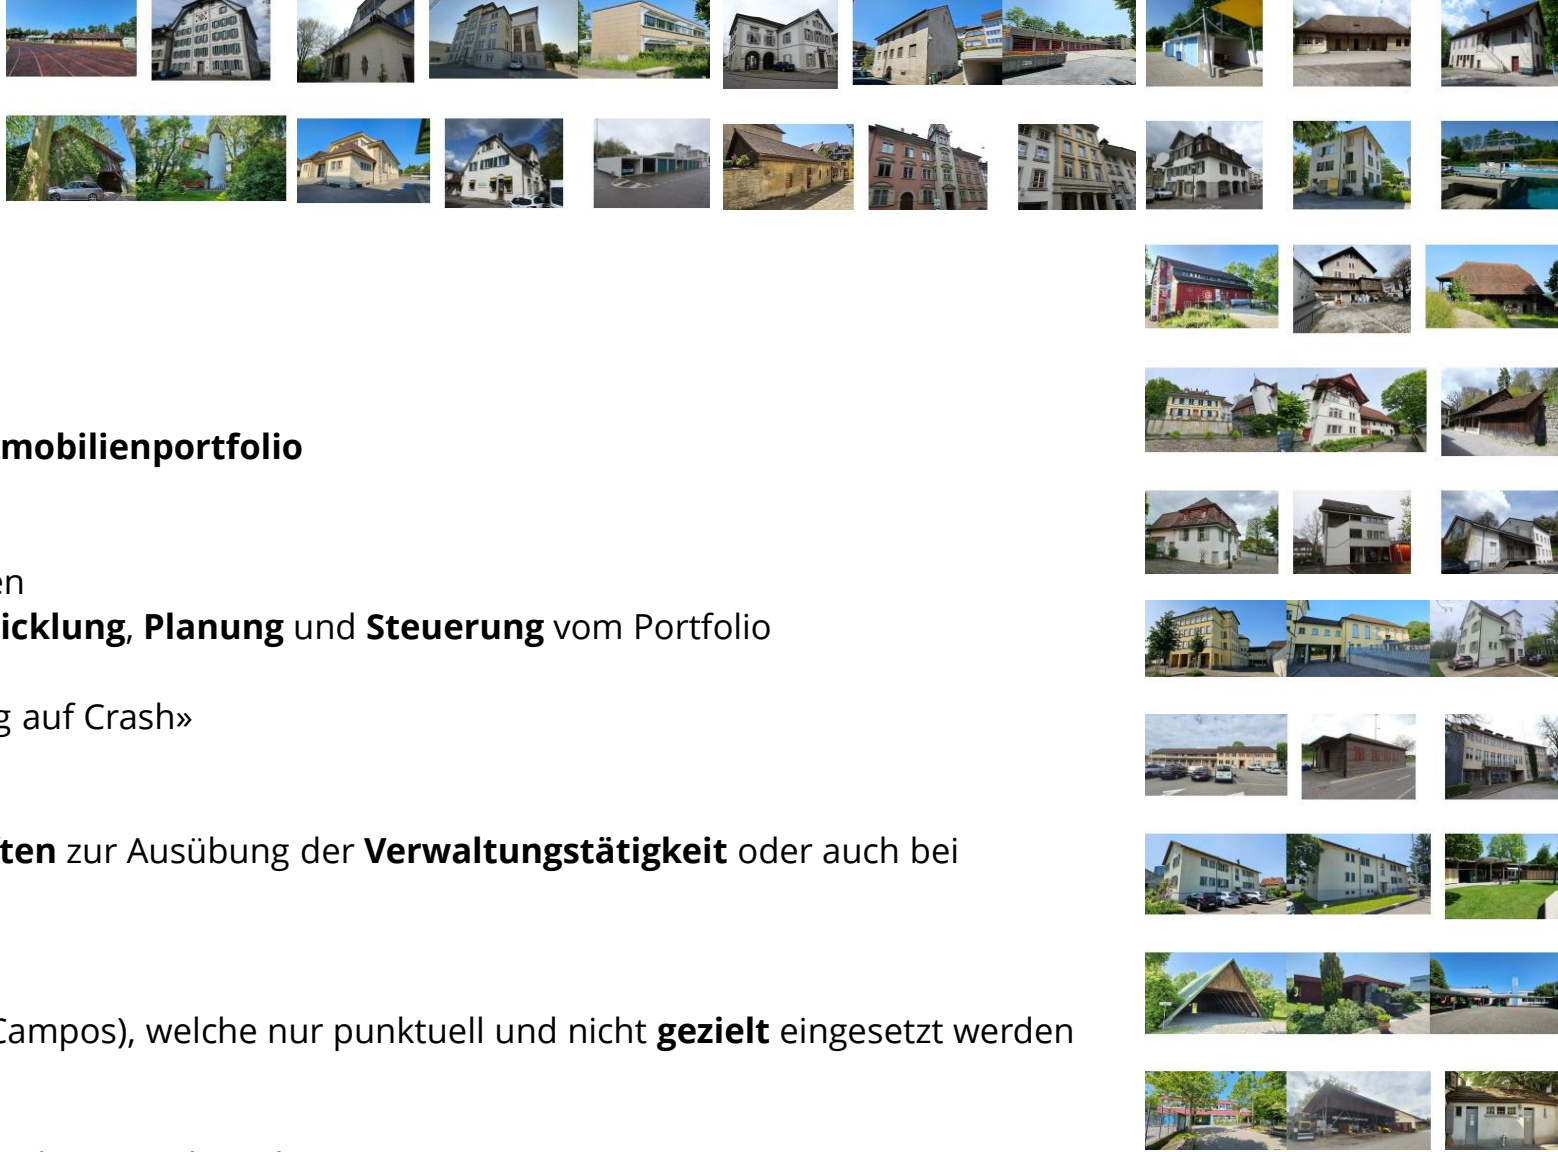 mobilienportfolio
en
icklung, Planung und Steuerung vom Portfolio
g auf Crash»
ten zur Ausübung der Verwaltungstätigkeit oder auch bei
Campos), welche nur punktuell und nicht gezielt eingesetzt werden